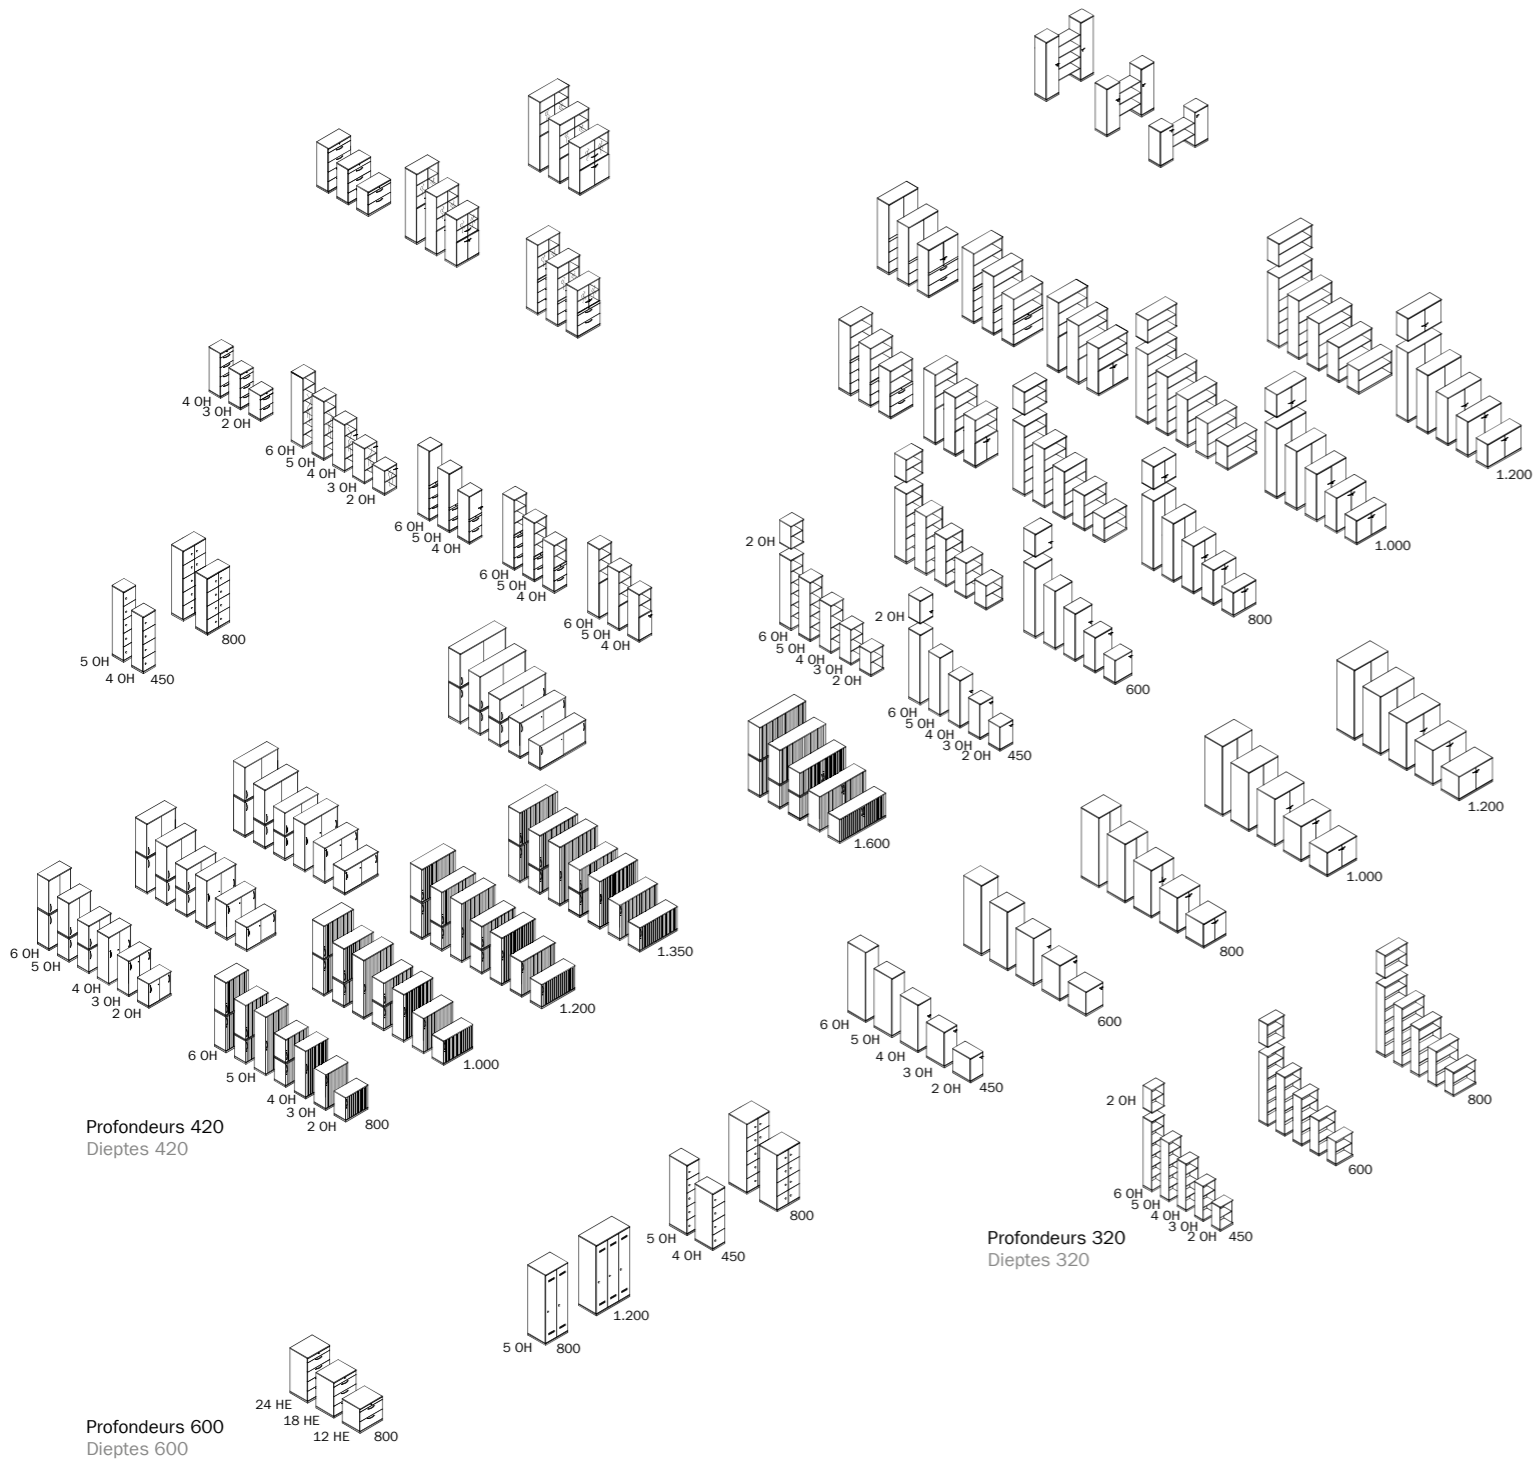 4 OH
3 OH
2 OH
6 OH
5 OH
4 OH
3 OH
2 OH
6 OH
5 OH
4 OH
6 OH
5 OH
4 OH
6 OH
5 OH
4 OH
5 OH
4 OH 450
800
2 OH
6 OH
5 OH
4 OH
3 OH
2 OH
2 OH
6 OH
5 OH
4 OH
3 OH
2 OH 450
600
800
1.000
1.200
1.600
6 OH
5 OH
4 OH
3 OH
2 OH
6 OH
5 OH
4 OH
3 OH
2 OH 800
1.000
1.200
1.350
Profondeurs 420
Dieptes 420
6 OH
5 OH
4 OH
3 OH
2 OH 450
600
800
1.000
1.200
2 OH
6 OH
5 OH
4 OH
3 OH
2 OH 450
600
800
Profondeurs 320
Dieptes 320
5 OH
4 OH 450
800
5 OH 800
1.200
24 HE
18 HE
12 HE 800
Profondeurs 600
Dieptes 600